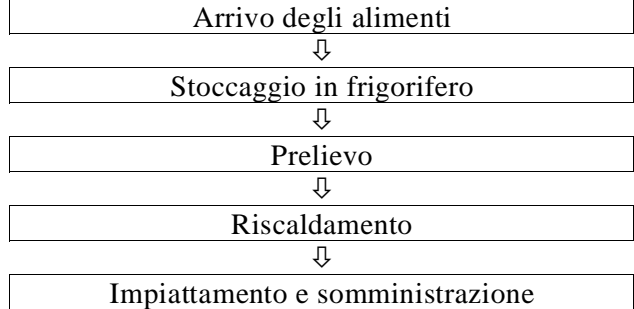 Arrivo degli alimenti
⇩
Stoccaggio in frigorifero
⇩
Prelievo
⇩
Riscaldamento
⇩
Impiattamento e somministrazione